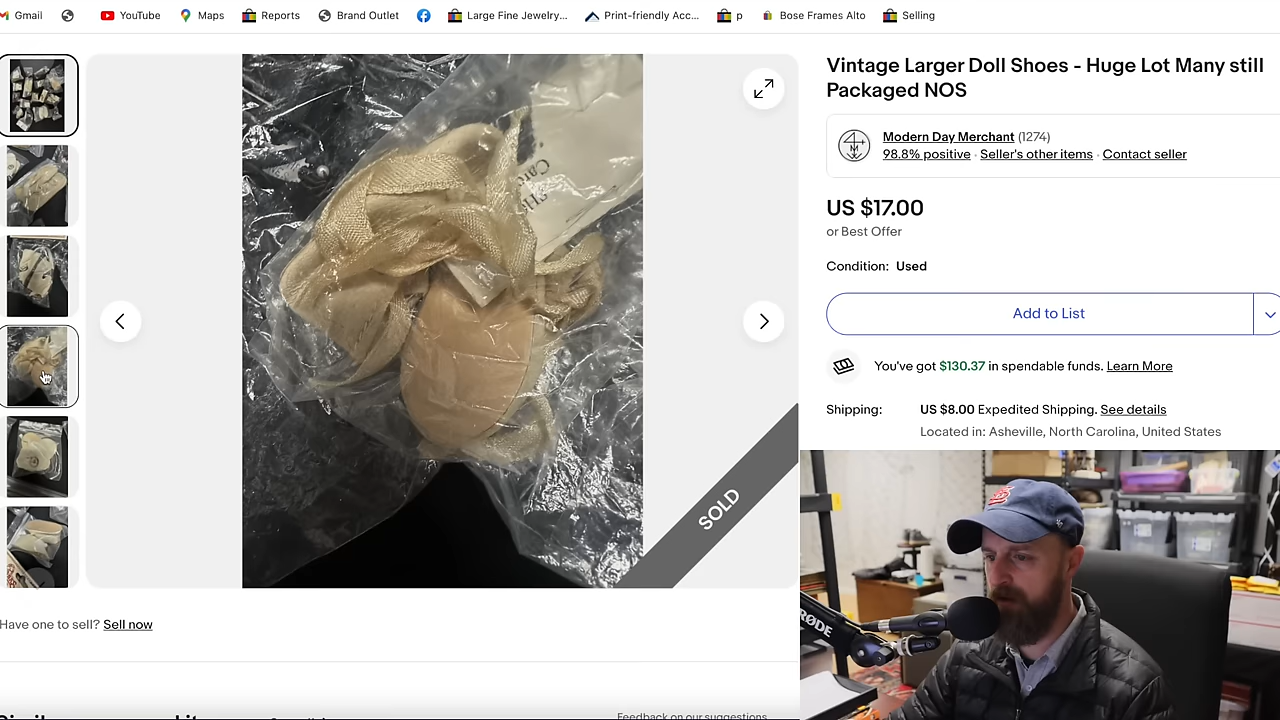 Gmail
YouTube
Maps
Reports
Brand Outlet
Large Fine Jewelry...
Print-friendly Acc...
p
Bose Frames Alto
Selling
Vintage Larger Doll Shoes - Huge Lot Many still
Packaged NOS
Modern Day Merchant (1274)
98.8% positive · Seller's other items · Contact seller
US $17.00
or Best Offer
Condition: Used
Add to List
You've got $130.37 in spendable funds. Learn More
Shipping: US $8.00 Expedited Shipping. See details
Located in: Asheville, North Carolina, United States
SOLD
RØDE
Have one to sell? Sell now
Feedback on our suggestions